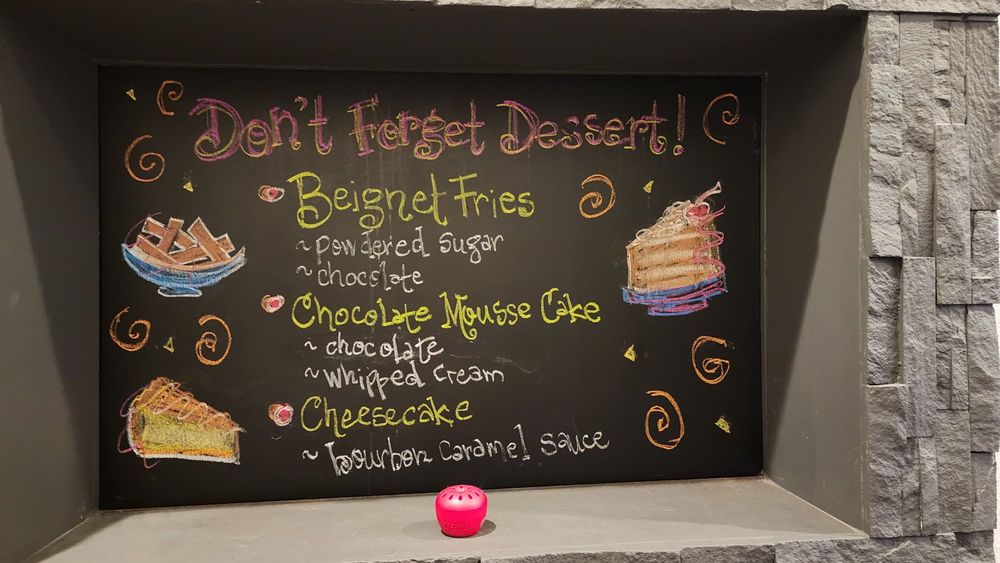 Don't Forget Dessert!
Beignet Fries
~powdered sugar
~chocolate
Chocolate Mousse Cake
~chocolate
~whipped cream
Cheesecake
~bourbon caramel sauce